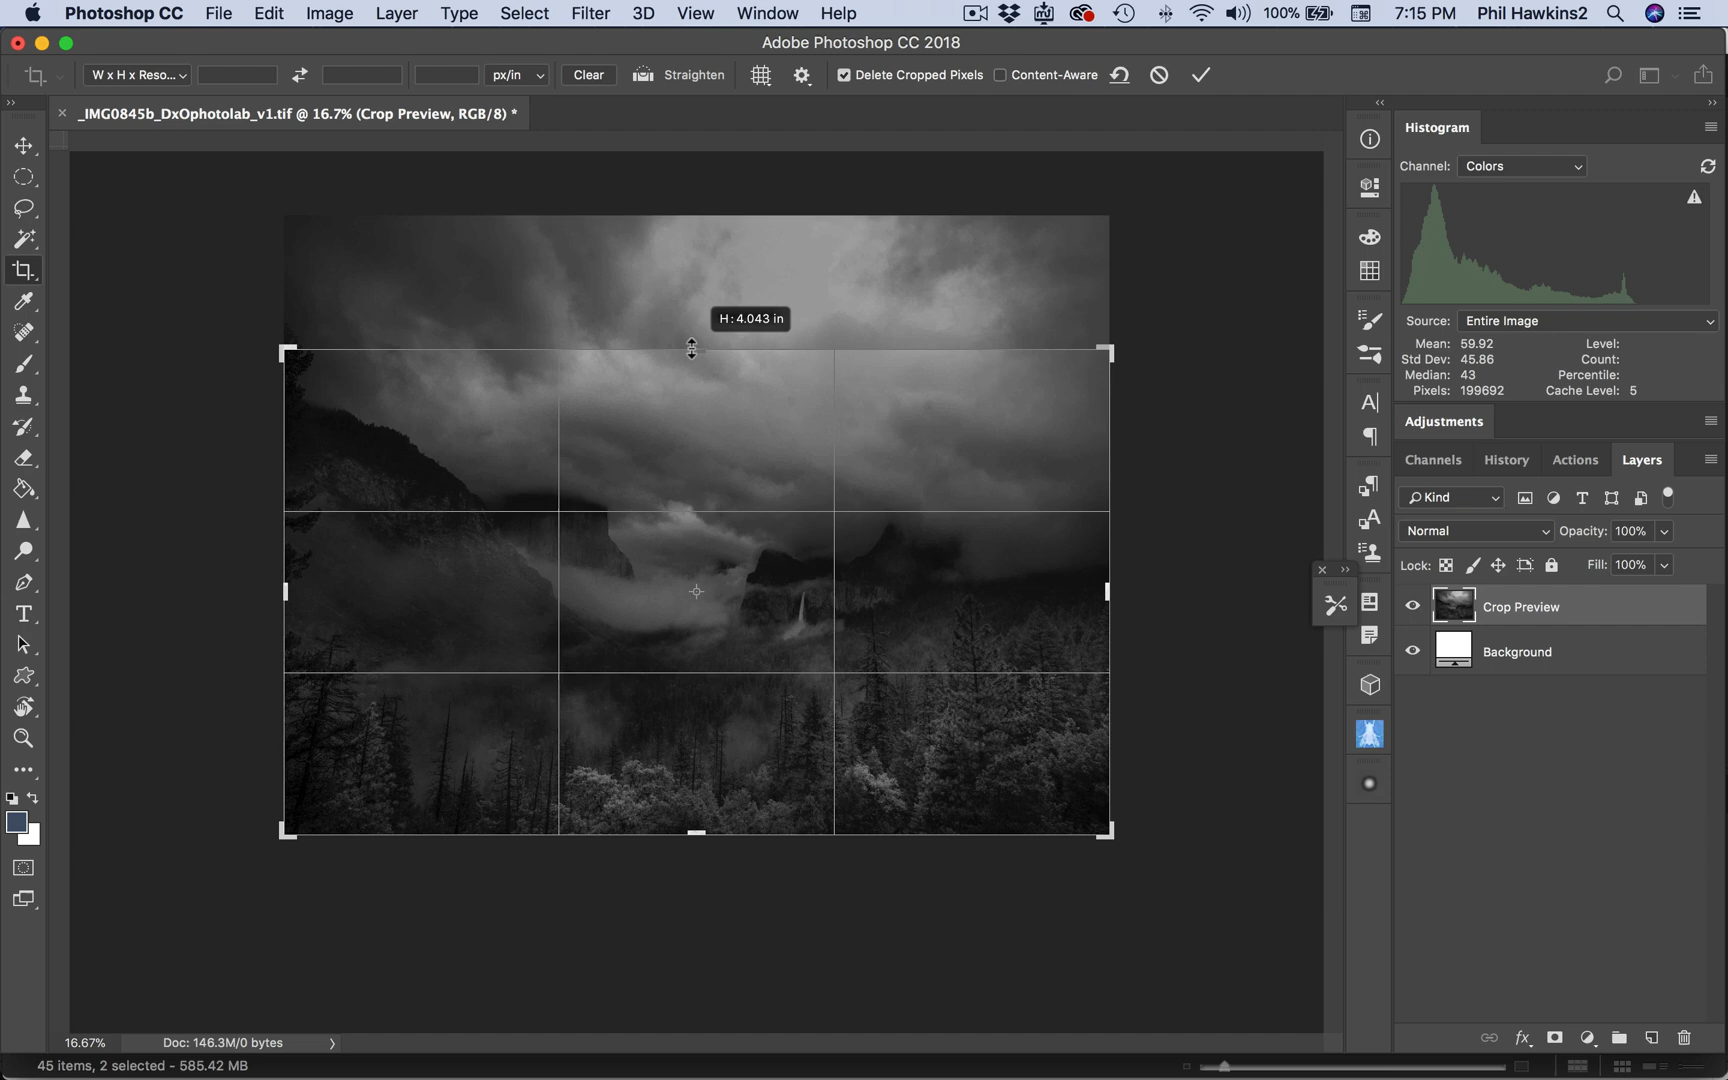 Photoshop CC File Edit Image Layer Type Select Filter 3D View Window Help 100% 7:15 PM Phil Hawkins2
Adobe Photoshop CC 2018
W x H x Reso... px/in Clear Straighten Delete Cropped Pixels Content-Aware
_IMG0845b_DxOphotolab_v1.tif @ 16.7% (Crop Preview, RGB/8) *
Histogram
Channel: Colors
H: 4.043 in
Source: Entire Image
Mean: 59.92 Level:
Std Dev: 45.86 Count:
Median: 43 Percentile:
Pixels: 199692 Cache Level: 5
Adjustments
Channels History Actions Layers
Kind
Normal Opacity: 100%
Lock: Fill: 100%
Crop Preview
Background
16.67% Doc: 146.3M/0 bytes
45 items, 2 selected - 585.42 MB